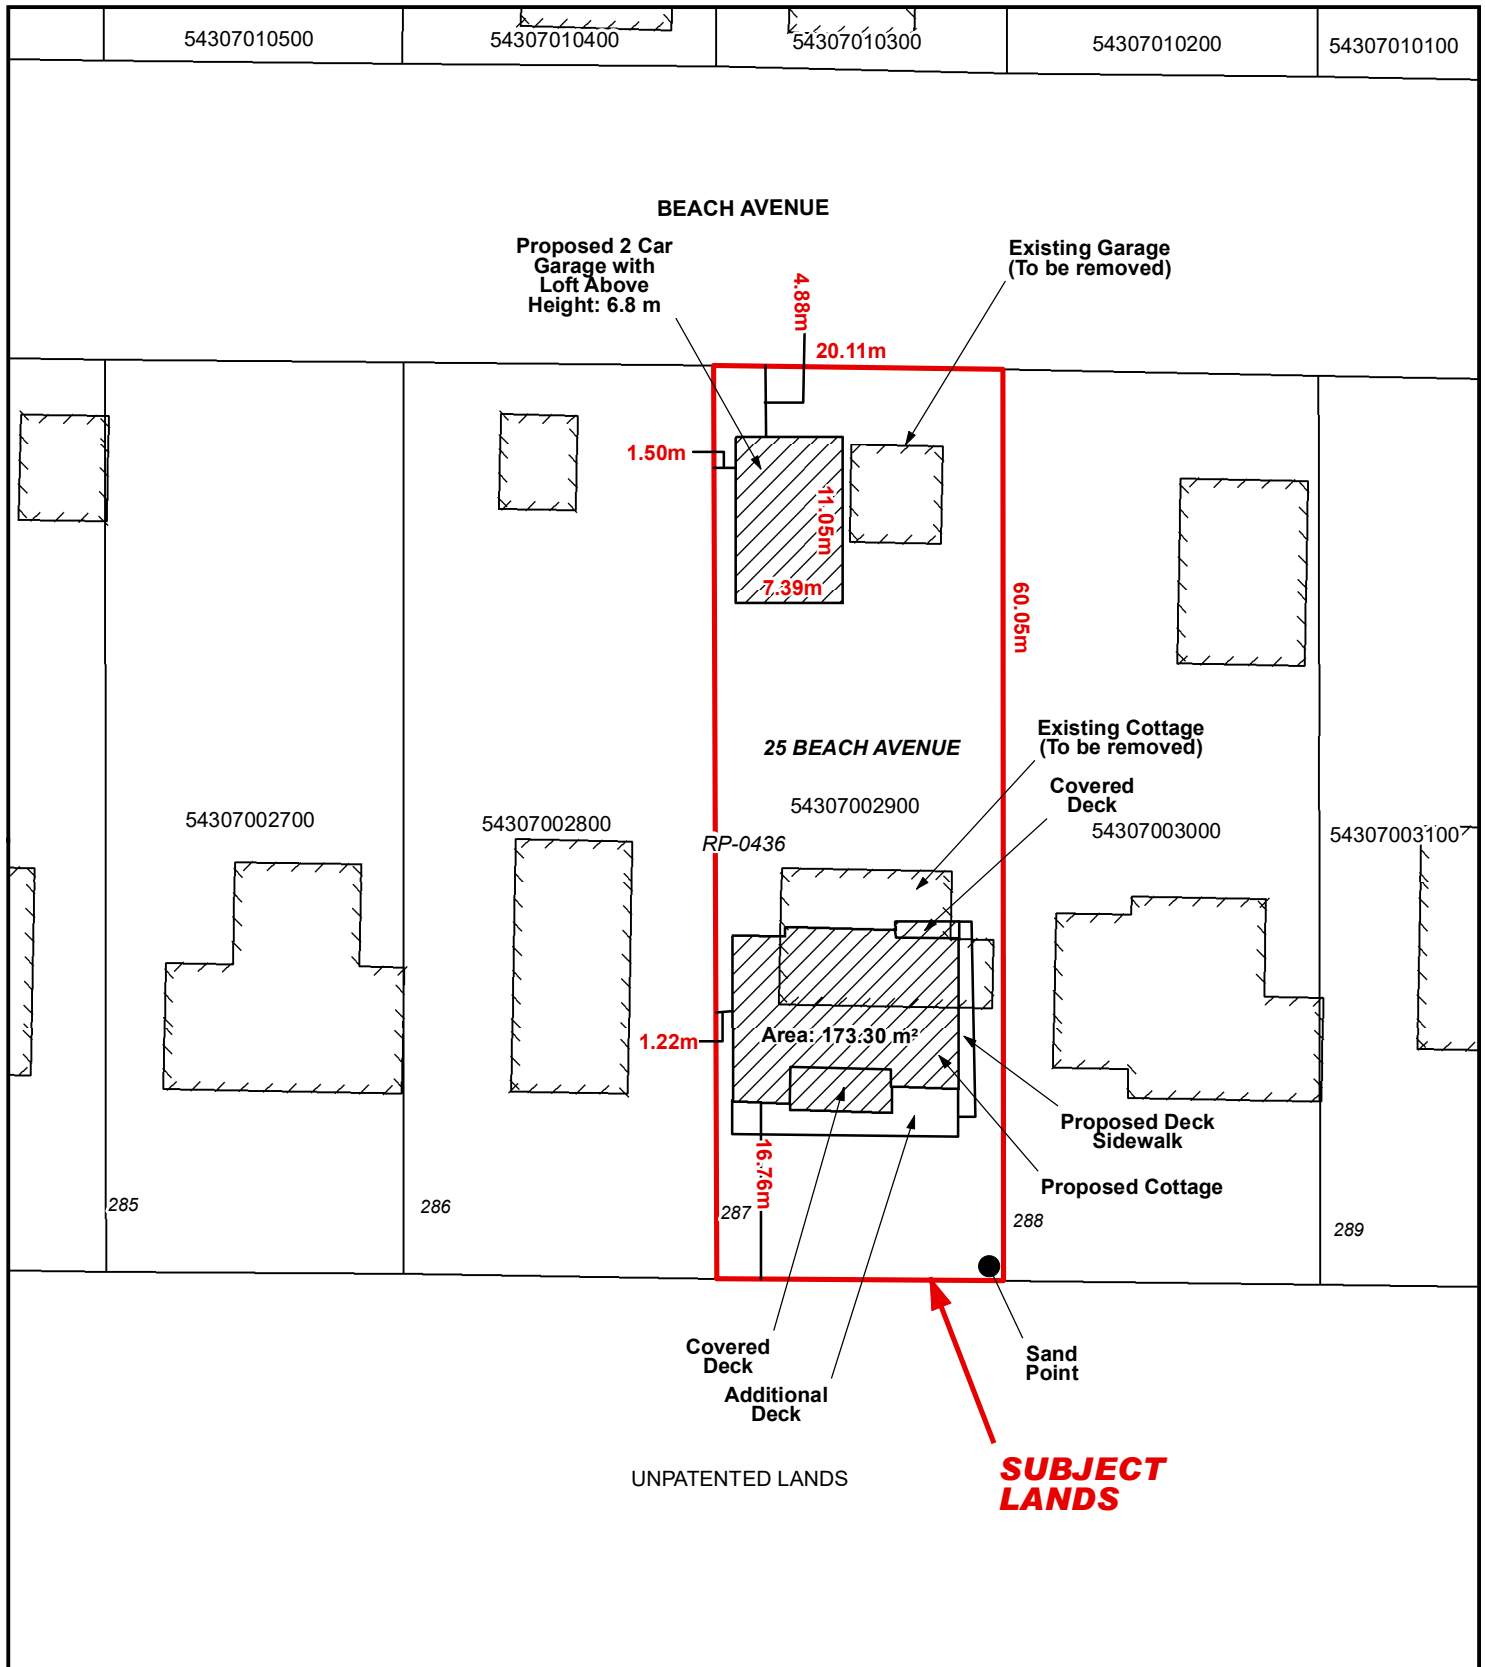 54307010500
54307010400
54307010300
54307010200
54307010100
BEACH AVENUE
Proposed 2 Car
Garage with
Loft Above
Height: 6.8 m
Existing Garage
(To be removed)
4.88m
20.11m
1.50m
11.05m
7.39m
60.05m
25 BEACH AVENUE
Existing Cottage
(To be removed)
Covered
Deck
54307002700
54307002800
54307002900
54307003000
54307003100
RP-0436
1.22m
Area: 173.30 m²
Proposed Deck
Sidewalk
16.76m
Proposed Cottage
285
286
287
288
289
Covered
Deck
Additional
Deck
Sand
Point
SUBJECT
LANDS
UNPATENTED LANDS